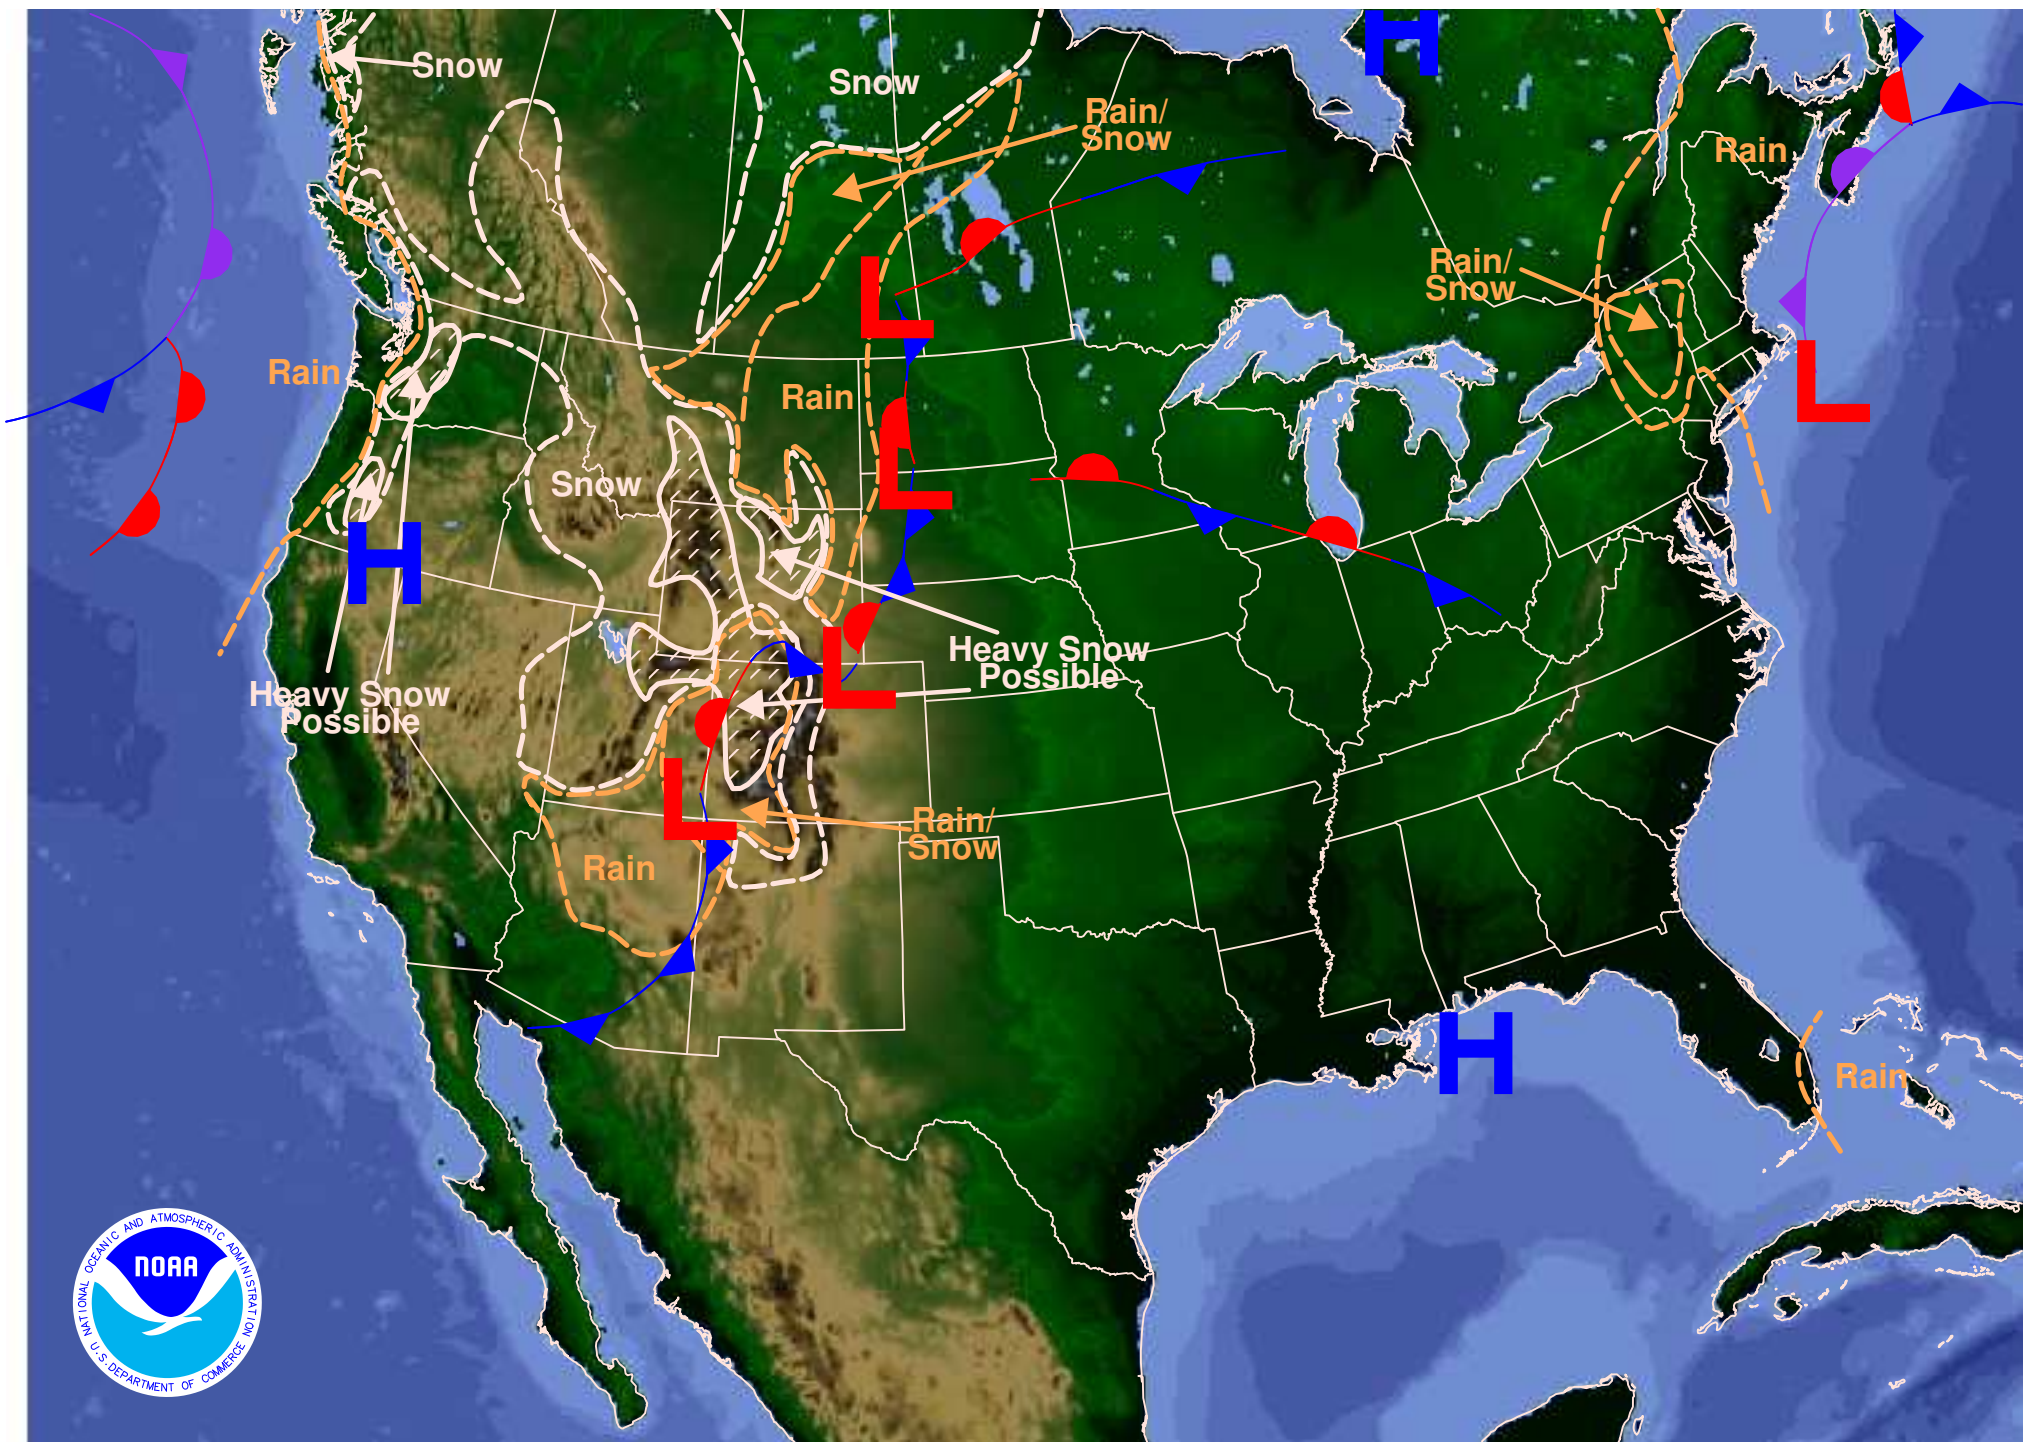 H
Snow
Snow
Rain/
Snow
Rain
Rain/
Snow
L
Rain
Rain
L
L
Snow
H
Heavy Snow
Possible
L
Heavy Snow
Possible
L
Rain/
Snow
Rain
H
Rain
NOAA
NATIONAL OCEANIC AND ATMOSPHERIC ADMINISTRATION
U.S. DEPARTMENT OF COMMERCE